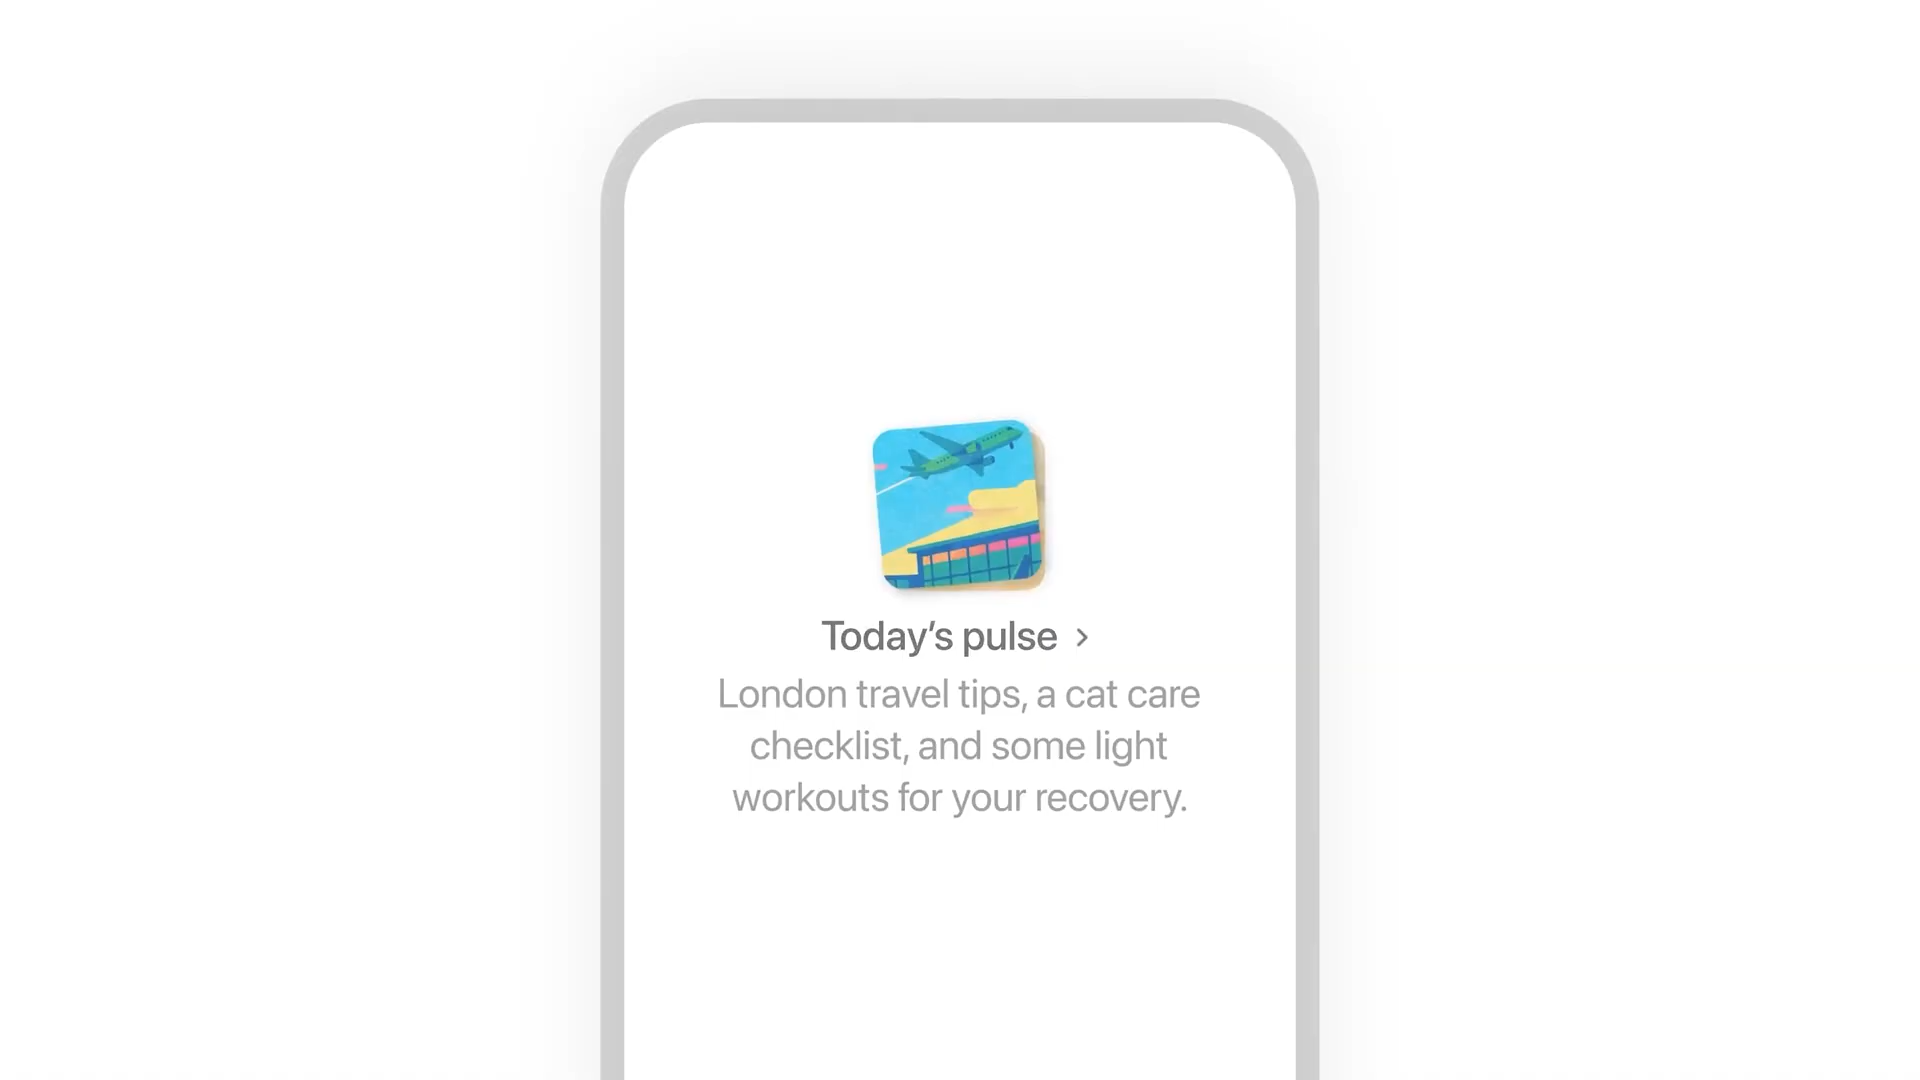 Today’s pulse >
London travel tips, a cat care
checklist, and some light
workouts for your recovery.